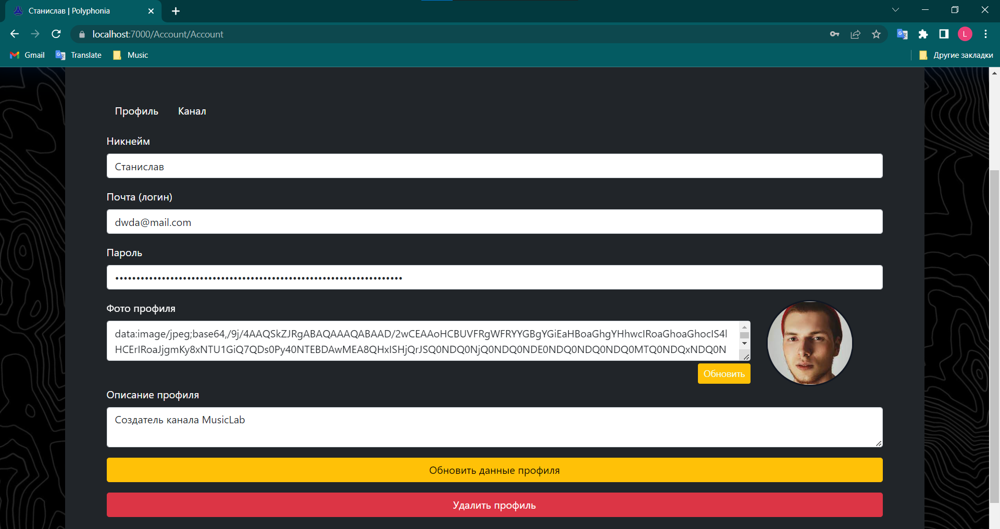 Станислав | Polyphonia
localhost:7000/Account/Account
L
Gmail
Translate
Music
Другие закладки
Профиль
Канал
Никнейм
Станислав
Почта (логин)
dwda@mail.com
Пароль
Фото профиля
data:image/jpeg;base64,/9j/4AAQSkZJRgABAQAAAQABAAD/2wCEAAoHCBUVFRgWFRYYGBgYGiEaHBoaGhgYHhwcIRoaGhoaGhocIS4l
HCErIRoaJjgmKy8xNTU1GiQ7QDs0Py40NTEBDAwMEA8QHxISHjQrJSQ0NDQ0NjQ0NDQ0NDE0NDQ0NDQ0NDQ0MTQ0NDQxNDQ0N
Обновить
Описание профиля
Создатель канала MusicLab
Обновить данные профиля
Удалить профиль